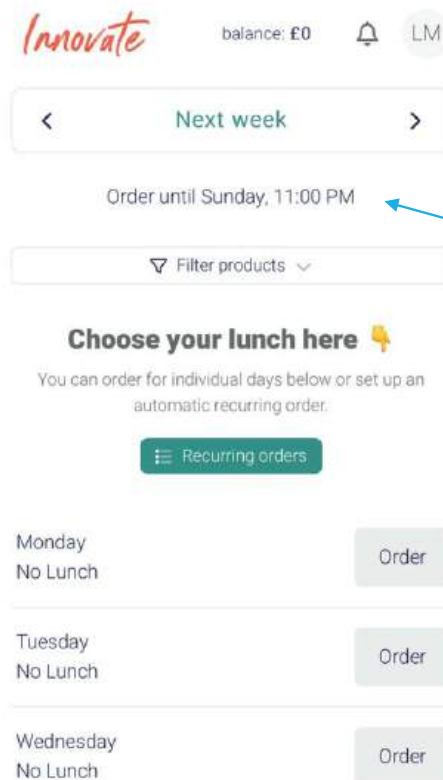 Innovate
balance: £0
LM
Next week
Order until Sunday, 11:00 PM
Filter products
Choose your lunch here 👇
You can order for individual days below or set up an
automatic recurring order.
Recurring orders
Monday
No Lunch
Order
Tuesday
No Lunch
Order
Wednesday
No Lunch
Order